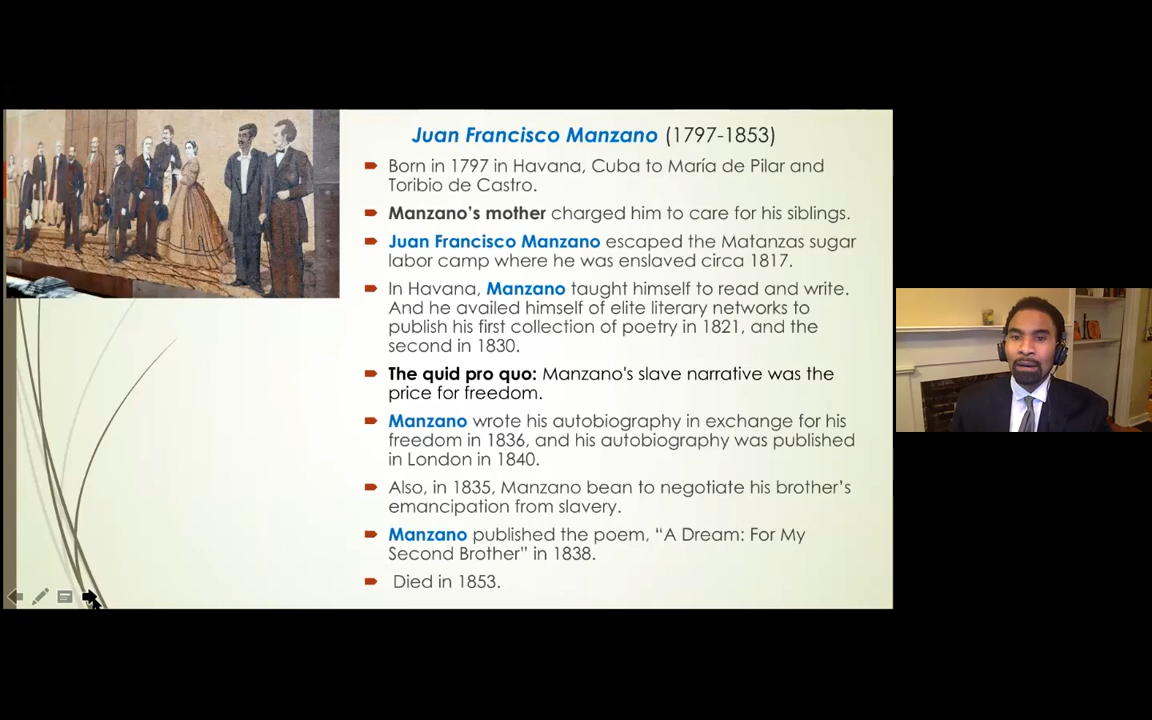 Juan Francisco Manzano (1797-1853)
Born in 1797 in Havana, Cuba to María de Pilar and
Toribio de Castro.
Manzano's mother charged him to care for his siblings.
Juan Francisco Manzano escaped the Matanzas sugar
labor camp where he was enslaved circa 1817.
In Havana, Manzano taught himself to read and write.
And he availed himself of elite literary networks to
publish his first collection of poetry in 1821, and the
second in 1830.
The quid pro quo: Manzano's slave narrative was the
price for freedom.
Manzano wrote his autobiography in exchange for his
freedom in 1836, and his autobiography was published
in London in 1840.
Also, in 1835, Manzano bean to negotiate his brother's
emancipation from slavery.
Manzano published the poem, “A Dream: For My
Second Brother” in 1838.
Died in 1853.